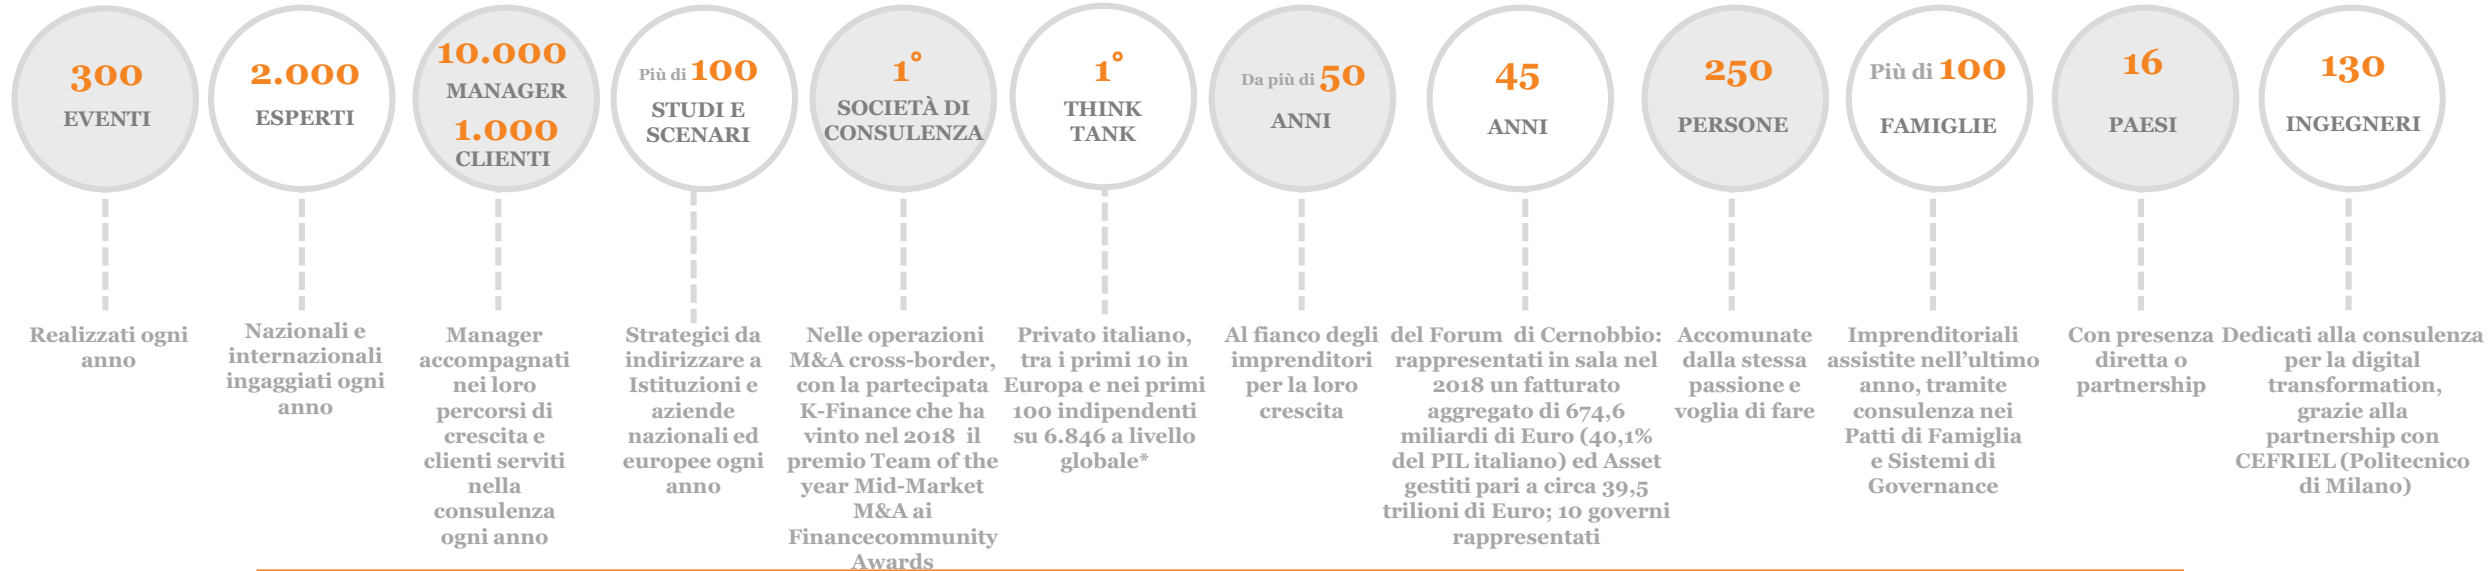 300
EVENTI
Realizzati ogni
anno
2.000
ESPERTI
Nazionali e
internazionali
ingaggiati ogni
anno
10.000
MANAGER
1.000
CLIENTI
Manager
accompagnati
nei loro
percorsi di
crescita e
clienti serviti
nella
consulenza
ogni anno
Più di 100
STUDI E
SCENARI
Strategici da
indirizzare a
Istituzioni e
aziende
nazionali ed
europee ogni
anno
1°
SOCIETÀ DI
CONSULENZA
Nelle operazioni
M&A cross-border,
con la partecipata
K-Finance che ha
vinto nel 2018 il
premio Team of the
year Mid-Market
M&A ai
Financecommunity
Awards
1°
THINK
TANK
Privato italiano,
tra i primi 10 in
Europa e nei primi
100 indipendenti
su 6.846 a livello
globale*
Da più di 50
ANNI
Al fianco degli
imprenditori
per la loro
crescita
45
ANNI
del Forum di Cernobbio:
rappresentati in sala nel
2018 un fatturato
aggregato di 674,6
miliardi di Euro (40,1%
del PIL italiano) ed Asset
gestiti pari a circa 39,5
trilioni di Euro; 10 governi
rappresentati
250
PERSONE
Accomunate
dalla stessa
passione e
voglia di fare
Più di 100
FAMIGLIE
Imprenditoriali
assistite nell'ultimo
anno, tramite
consulenza nei
Patti di Famiglia
e Sistemi di
Governance
16
PAESI
Con presenza
diretta o
partnership
130
INGEGNERI
Dedicati alla consulenza
per la digital
transformation,
grazie alla
partnership con
CEFRIEL (Politecnico
di Milano)